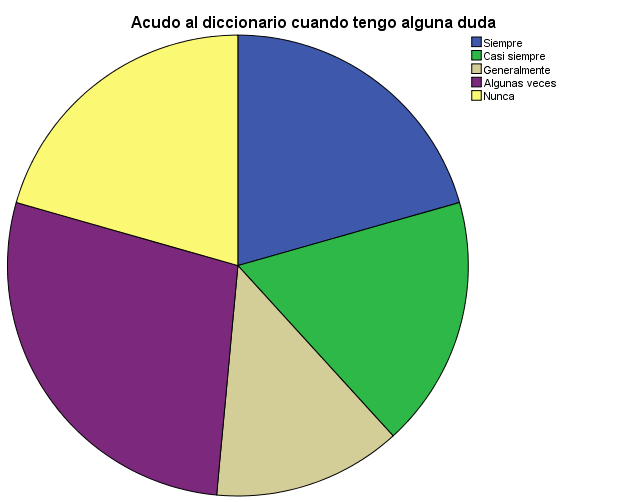 Acudo al diccionario cuando tengo alguna duda
Siempre
Casi siempre
Generalmente
Algunas veces
Nunca